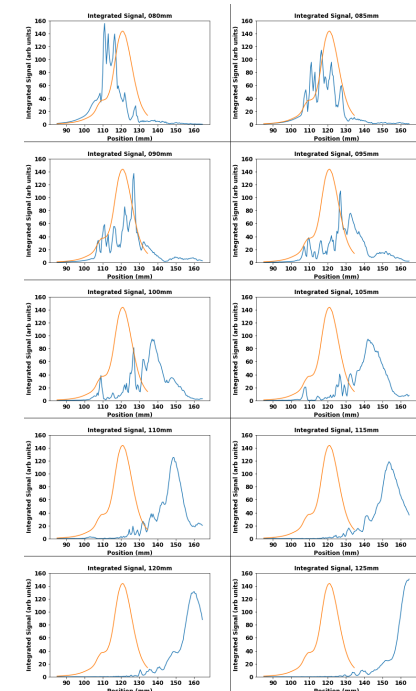 Integrated Signal, 080mm
Integrated Signal (arb units)
160
140
120
100
80
60
40
20
0
90 100 110 120 130 140 150 160
Position (mm)
Integrated Signal, 085mm
Integrated Signal (arb units)
160
140
120
100
80
60
40
20
0
90 100 110 120 130 140 150 160
Position (mm)
Integrated Signal, 090mm
Integrated Signal (arb units)
160
140
120
100
80
60
40
20
0
90 100 110 120 130 140 150 160
Position (mm)
Integrated Signal, 095mm
Integrated Signal (arb units)
160
140
120
100
80
60
40
20
0
90 100 110 120 130 140 150 160
Position (mm)
Integrated Signal, 100mm
Integrated Signal (arb units)
160
140
120
100
80
60
40
20
0
90 100 110 120 130 140 150 160
Position (mm)
Integrated Signal, 105mm
Integrated Signal (arb units)
160
140
120
100
80
60
40
20
0
90 100 110 120 130 140 150 160
Position (mm)
Integrated Signal, 110mm
Integrated Signal (arb units)
160
140
120
100
80
60
40
20
0
90 100 110 120 130 140 150 160
Position (mm)
Integrated Signal, 115mm
Integrated Signal (arb units)
160
140
120
100
80
60
40
20
0
90 100 110 120 130 140 150 160
Position (mm)
Integrated Signal, 120mm
Integrated Signal (arb units)
160
140
120
100
80
60
40
20
0
90 100 110 120 130 140 150 160
Position (mm)
Integrated Signal, 125mm
Integrated Signal (arb units)
160
140
120
100
80
60
40
20
0
90 100 110 120 130 140 150 160
Position (mm)